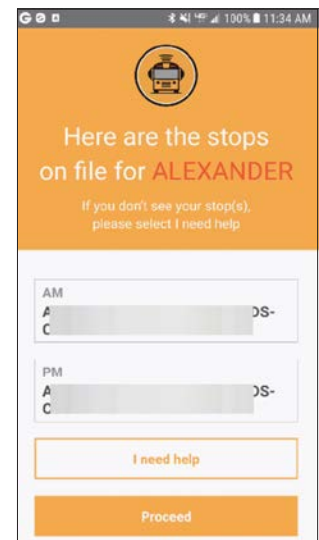 100% 11:34 AM
Here are the stops
on file for ALEXANDER
If you don't see your stop(s),
please select I need help
AM
A DS-
C
PM
A DS-
C
I need help
Proceed